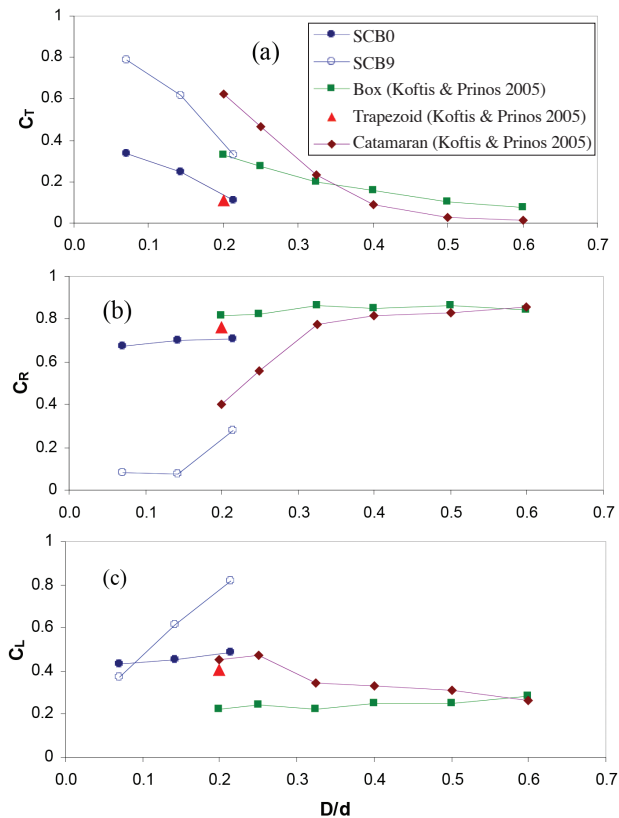 1
0.8
0.6
0.4
0.2
0
C_T
(a)
SCB0
SCB9
Box (Koftis & Prinos 2005)
Trapezoid (Koftis & Prinos 2005)
Catamaran (Koftis & Prinos 2005)
0.0 0.1 0.2 0.3 0.4 0.5 0.6 0.7
1
0.8
0.6
0.4
0.2
0
C_R
(b)
0.0 0.1 0.2 0.3 0.4 0.5 0.6 0.7
1
0.8
0.6
0.4
0.2
0
C_L
(c)
0.0 0.1 0.2 0.3 0.4 0.5 0.6 0.7
D/d